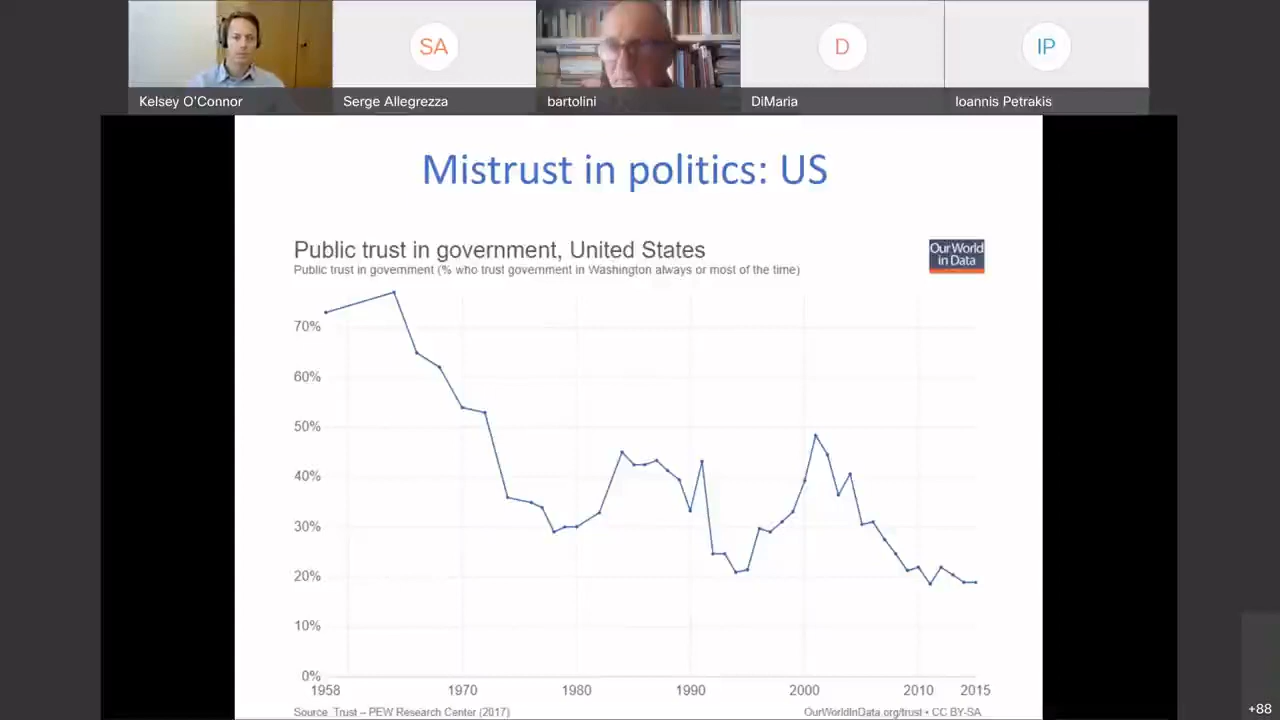 SA
D
IP
Kelsey O'Connor
Serge Allegrezza
bartolini
DiMaria
Ioannis Petrakis
Mistrust in politics: US
Public trust in government, United States
Public trust in government (% who trust government in Washington always or most of the time)
Our World
in Data
70%
60%
50%
40%
30%
20%
10%
0%
1958
1970
1980
1990
2000
2010
2015
Source: Trust – PEW Research Center (2017)
OurWorldInData.org/trust • CC BY-SA
+88